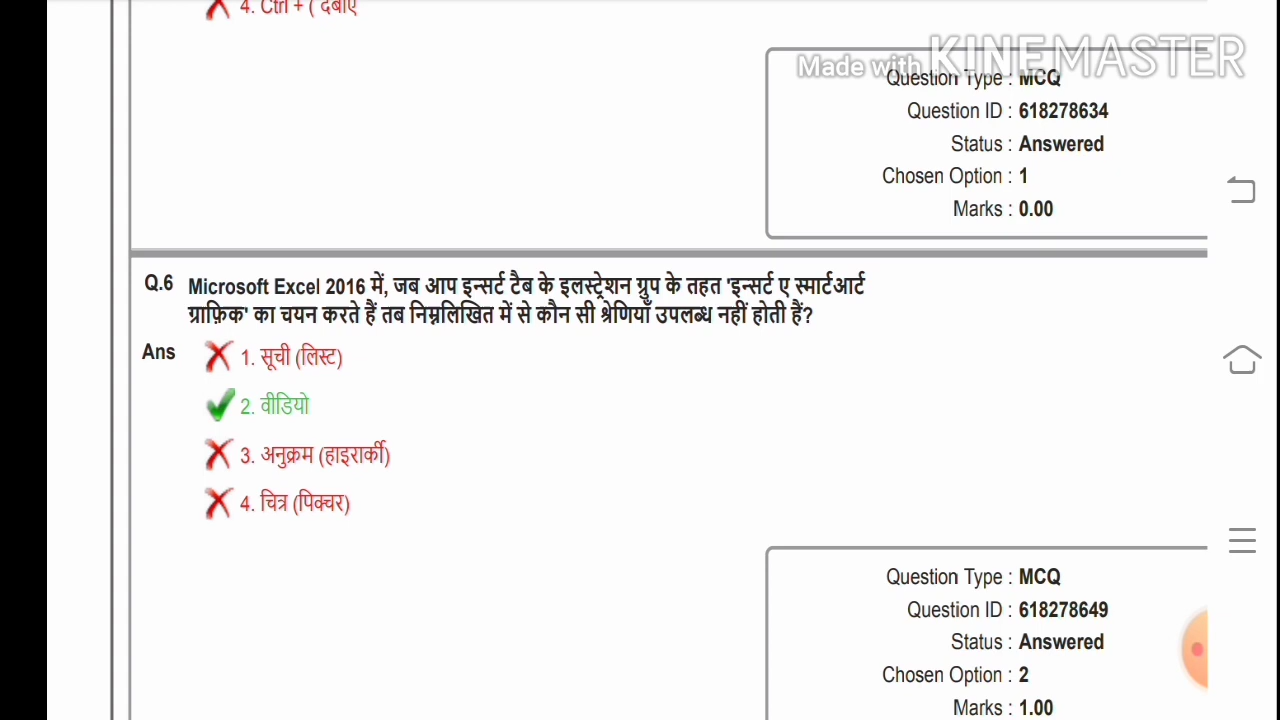 4. Ctrl + ( दबाएं
Made with KINEMASTER
Question Type : MCQ
Question ID : 618278634
Status : Answered
Chosen Option : 1
Marks : 0.00
Q.6 Microsoft Excel 2016 में, जब आप इन्सर्ट टैब के इलस्ट्रेशन ग्रुप के तहत 'इन्सर्ट ए स्मार्टआर्ट
ग्राफ़िक' का चयन करते हैं तब निम्नलिखित में से कौन सी श्रेणियाँ उपलब्ध नहीं होती हैं?
Ans 1. सूची (लिस्ट)
2. वीडियो
3. अनुक्रम (हाइरार्की)
4. चित्र (पिक्चर)
Question Type : MCQ
Question ID : 618278649
Status : Answered
Chosen Option : 2
Marks : 1.00